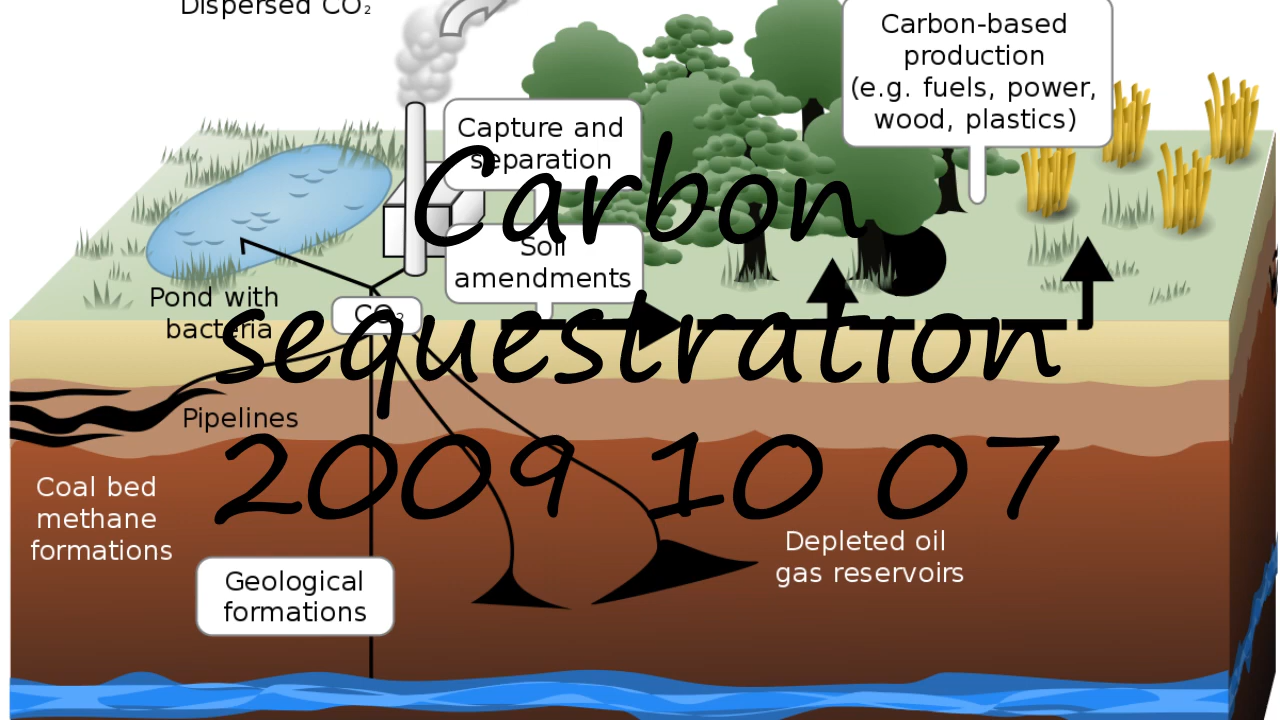 Dispersed CO₂
Carbon-based
production
(e.g. fuels, power,
wood, plastics)
Capture and
separation
Soil
amendments
Carbon
sequestration
2009 10 07
Pond with
bacteria
CO₂
Pipelines
Coal bed
methane
formations
Geological
formations
Depleted oil
gas reservoirs